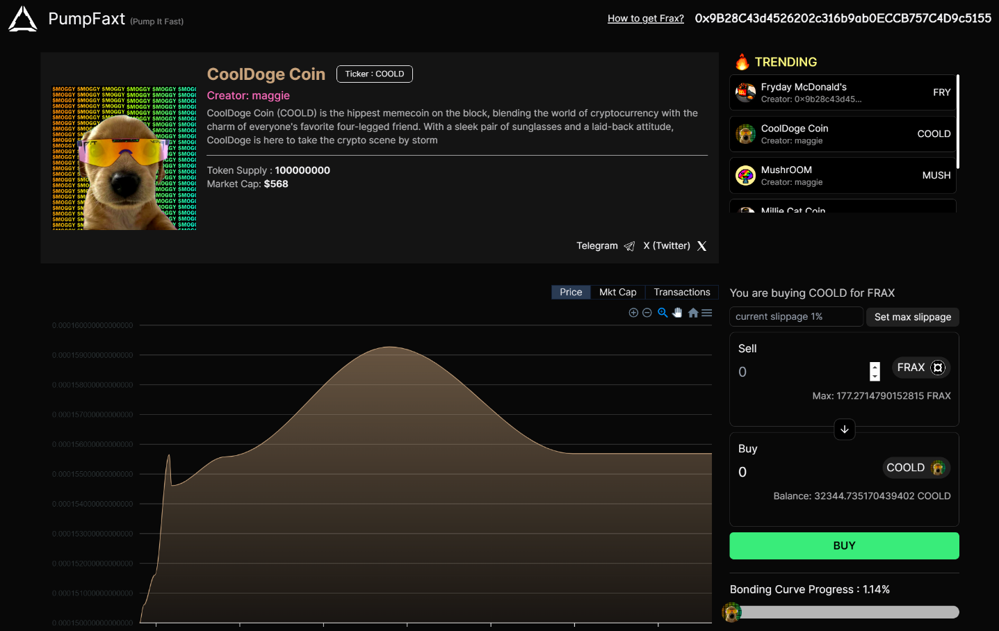 PumpFaxt (Pump It Fast)
How to get Frax?
0x9B28C43d4526202c316b9ab0ECCB757C4D9c5155
CoolDoge Coin
Ticker : COOLD
Creator: maggie
CoolDoge Coin (COOLD) is the hippest memecoin on the block, blending the world of cryptocurrency with the
charm of everyone's favorite four-legged friend. With a sleek pair of sunglasses and a laid-back attitude,
CoolDoge is here to take the crypto scene by storm
Token Supply : 100000000
Market Cap: $568
$MOGGY $MOGGY $MOGGY $MOGGY $MOGGY
Telegram
X (Twitter)
TRENDING
Fryday McDonald's
Creator: 0x9b28c43d45...
FRY
CoolDoge Coin
Creator: maggie
COOLD
MushrOOM
Creator: maggie
MUSH
Millie Cat Coin
Price
Mkt Cap
Transactions
0.000160000000000000
0.000159000000000000
0.000158000000000000
0.000157000000000000
0.000156000000000000
0.000155000000000000
0.000154000000000000
0.000153000000000000
0.000152000000000000
0.000151000000000000
0.000150000000000000
You are buying COOLD for FRAX
current slippage 1%
Set max slippage
Sell
0
FRAX
Max: 177.2714790152815 FRAX
Buy
0
COOLD
Balance: 32344.735170439402 COOLD
BUY
Bonding Curve Progress : 1.14%